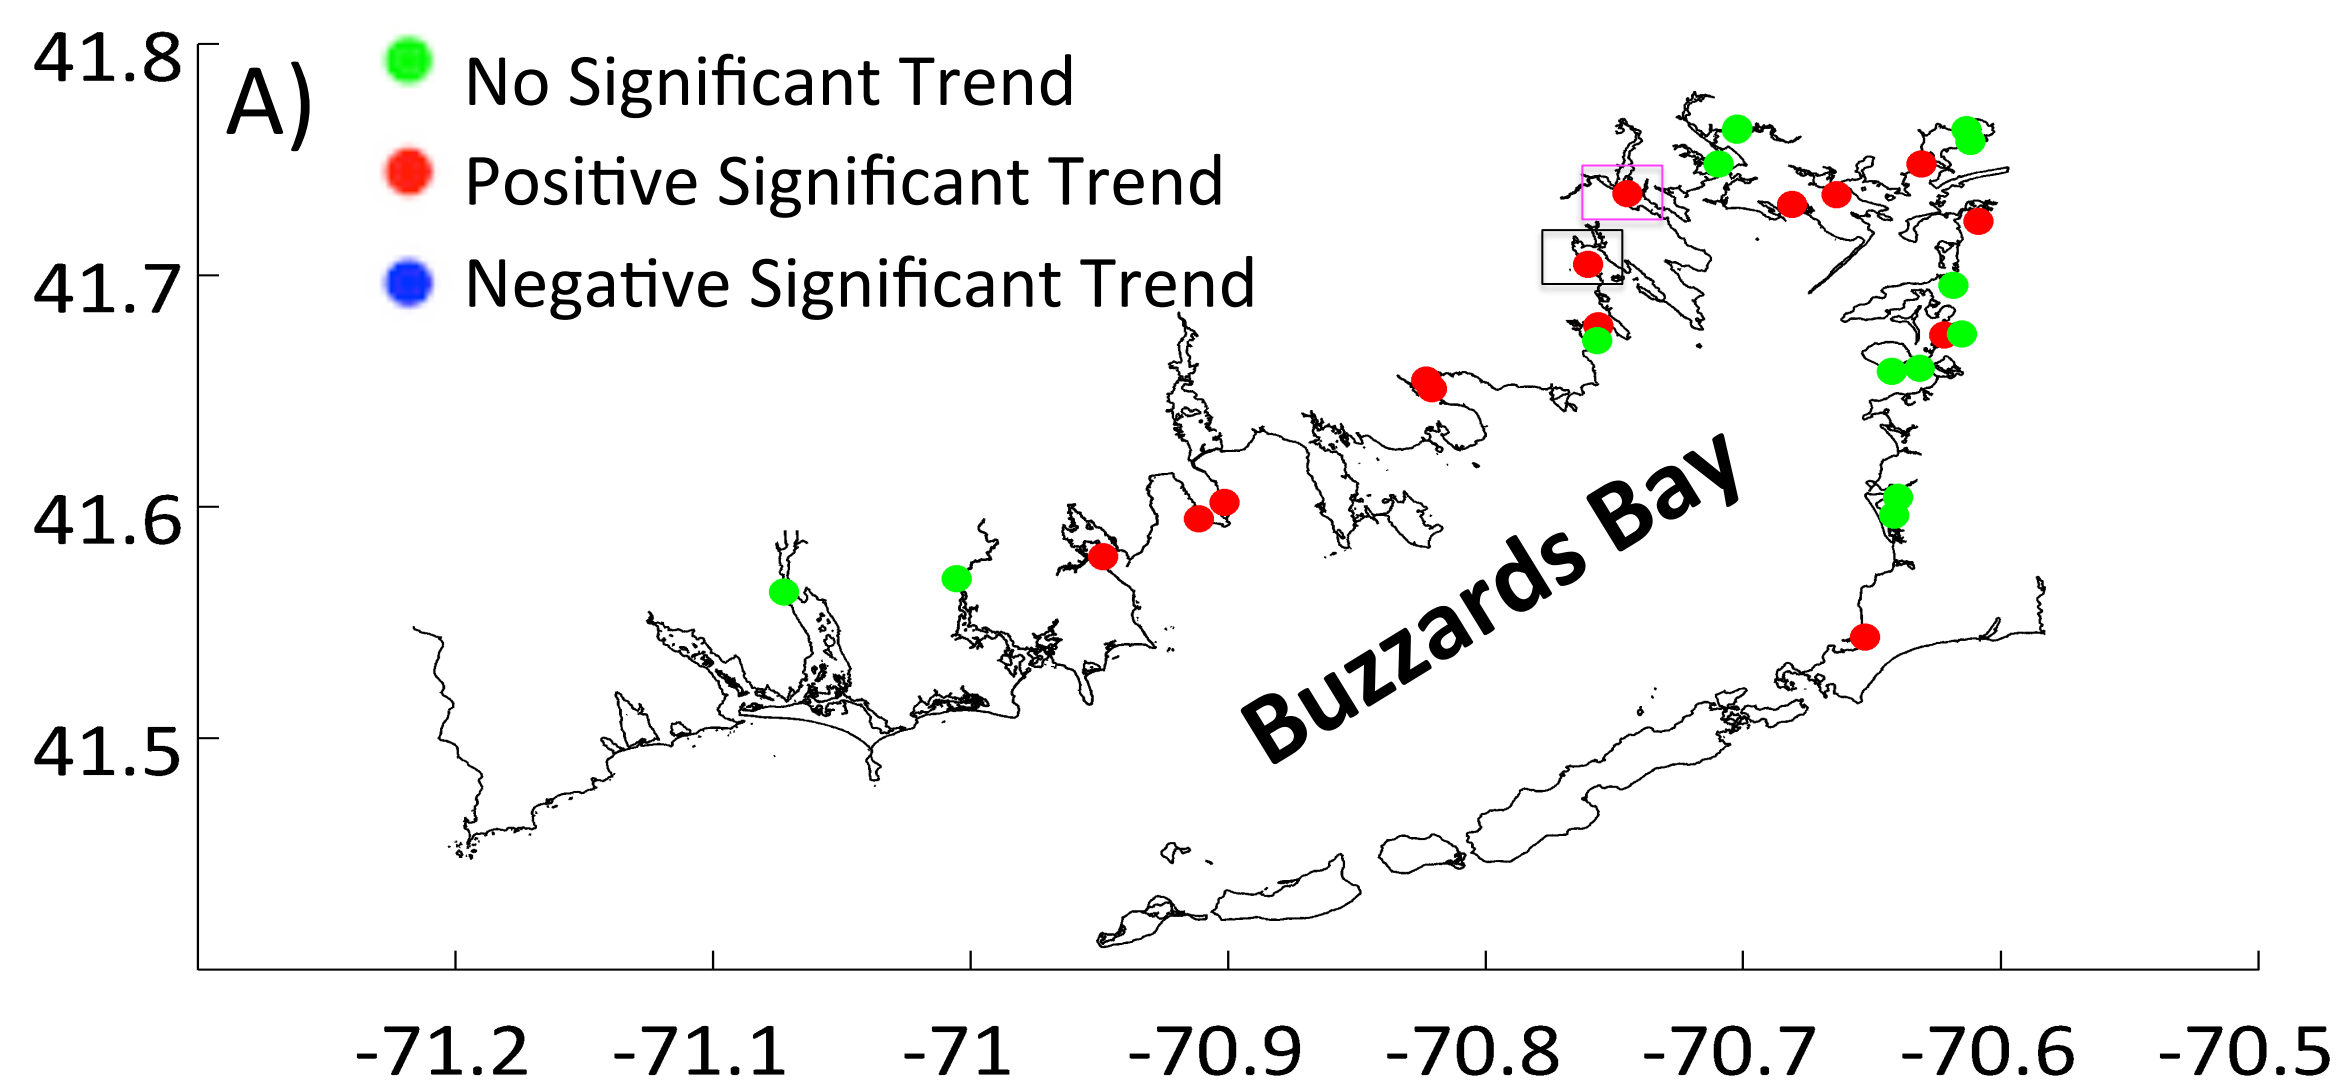 41.8
A)
No Significant Trend
Positive Significant Trend
Negative Significant Trend
41.7
41.6
41.5
Buzzards Bay
-71.2
-71.1
-71
-70.9
-70.8
-70.7
-70.6
-70.5